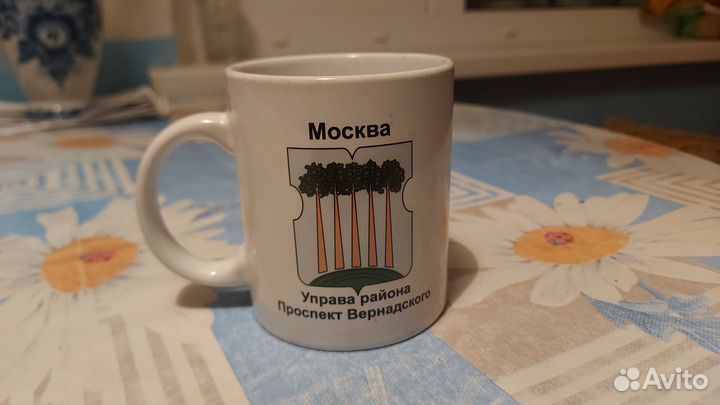 Москва
Управа района
Проспект Вернадского
Avito